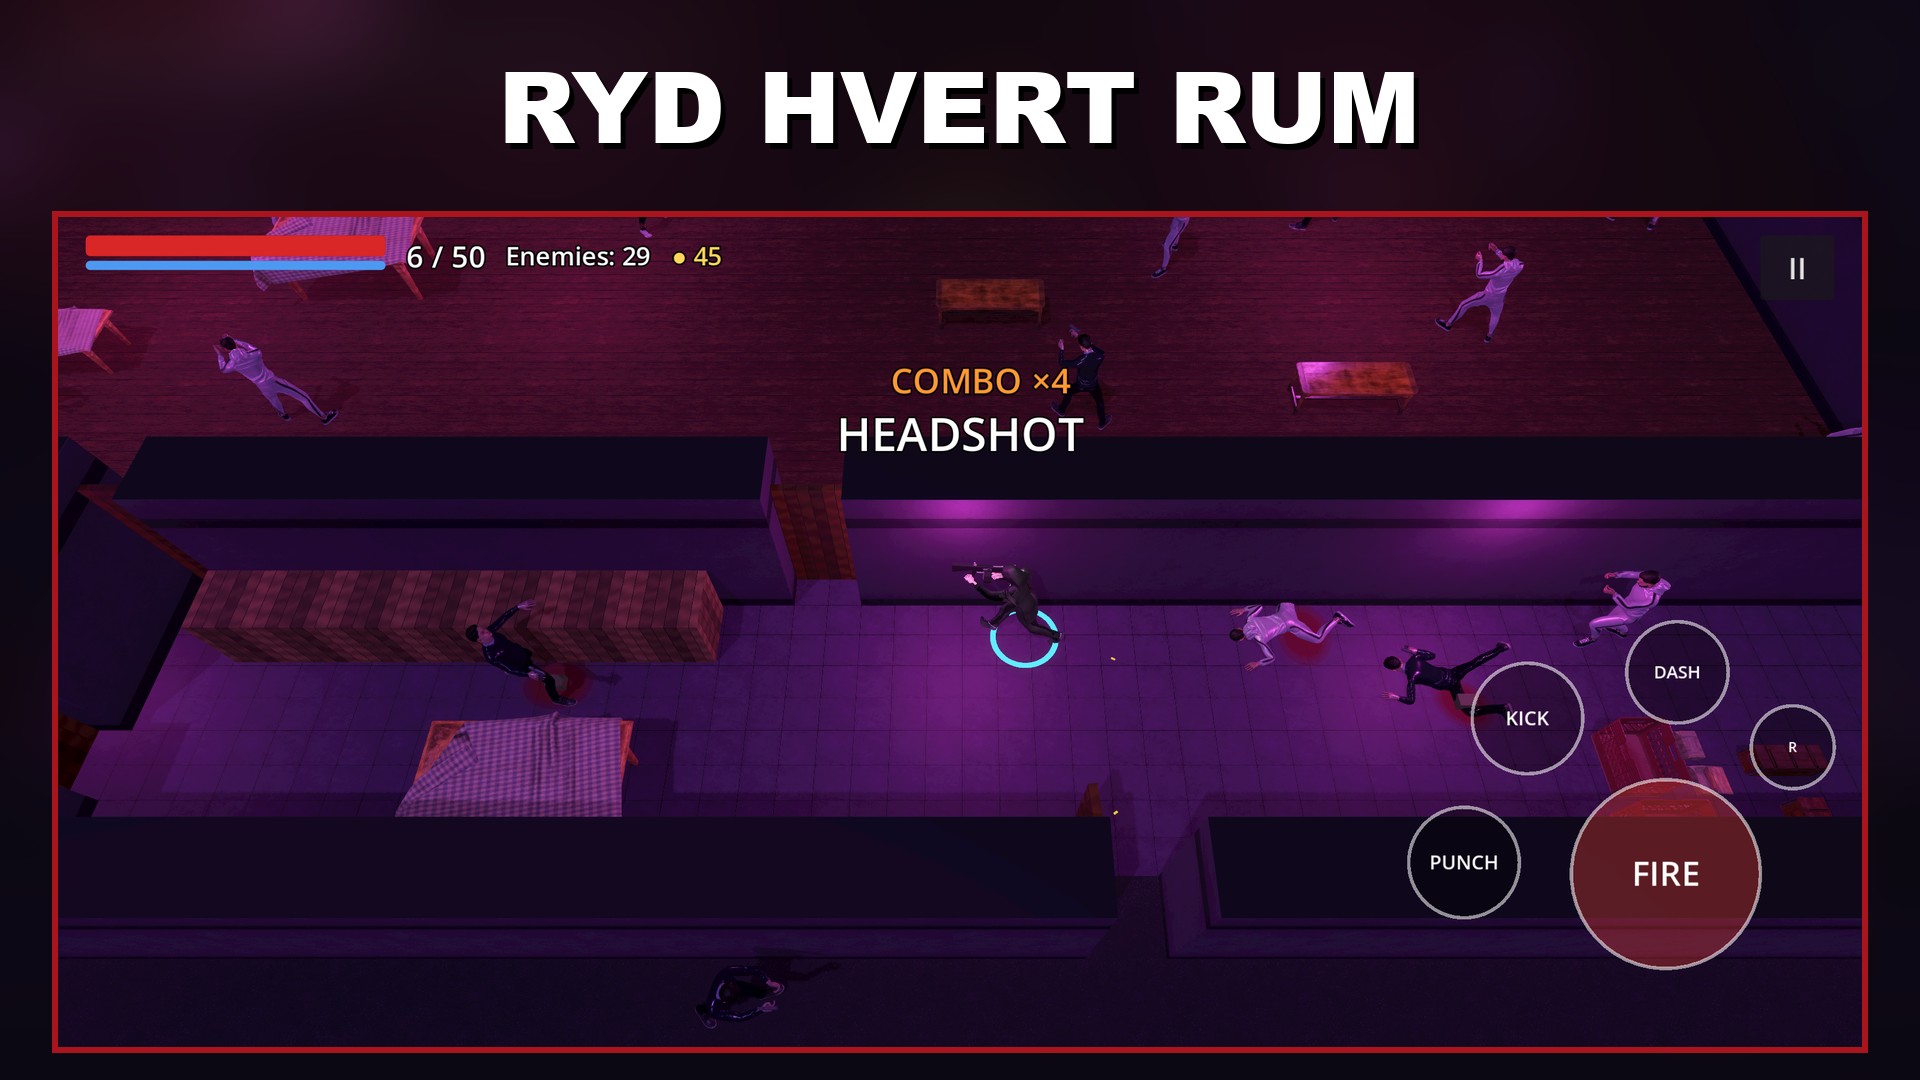 RYD HVERT RUM
6 / 50 Enemies: 29 45
COMBO ×4
HEADSHOT
DASH
KICK
R
PUNCH
FIRE